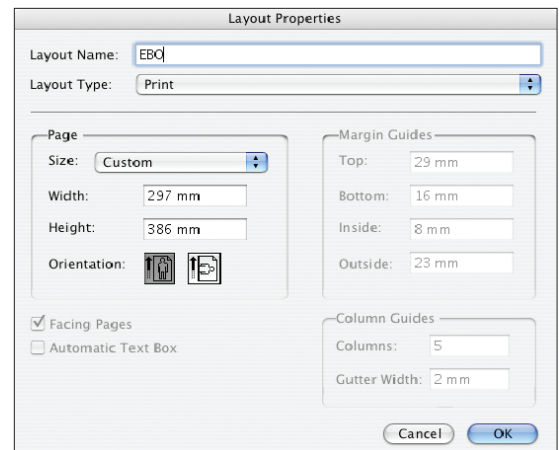 Layout Properties
Layout Name: EBO
Layout Type: Print
Page
Size: Custom
Width: 297 mm
Height: 386 mm
Orientation:
Margin Guides
Top: 29 mm
Bottom: 16 mm
Inside: 8 mm
Outside: 23 mm
Facing Pages
Automatic Text Box
Column Guides
Columns: 5
Gutter Width: 2 mm
Cancel OK